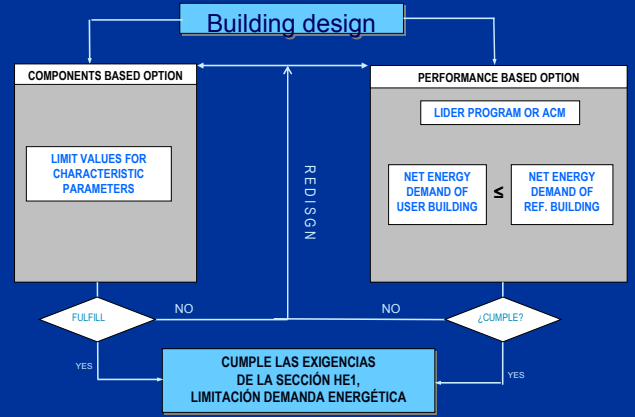 Building design
COMPONENTS BASED OPTION
PERFORMANCE BASED OPTION
LIDER PROGRAM OR ACM
LIMIT VALUES FOR
CHARACTERISTIC
PARAMETERS
REDISGN
NET ENERGY
DEMAND OF
USER BUILDING
≤
NET ENERGY
DEMAND OF
REF. BUILDING
FULFILL
NO
NO
¿CUMPLE?
YES
YES
CUMPLE LAS EXIGENCIAS
DE LA SECCIÓN HE1,
LIMITACIÓN DEMANDA ENERGÉTICA